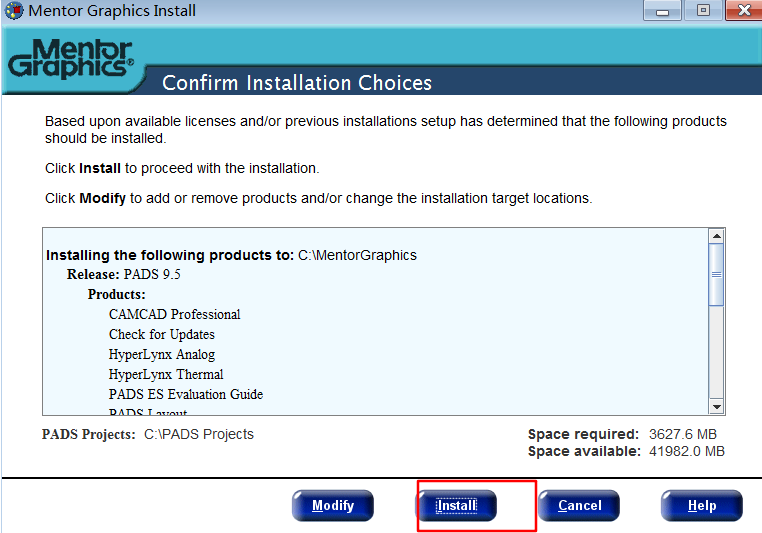 Mentor Graphics Install
Mentor
Graphics®
Confirm Installation Choices
Based upon available licenses and/or previous installations setup has determined that the following products
should be installed.
Click Install to proceed with the installation.
Click Modify to add or remove products and/or change the installation target locations.
Installing the following products to: C:\MentorGraphics
Release: PADS 9.5
Products:
CAMCAD Professional
Check for Updates
HyperLynx Analog
HyperLynx Thermal
PADS ES Evaluation Guide
PADS Layout
PADS Projects: C:\PADS Projects
Space required: 3627.6 MB
Space available: 41982.0 MB
Modify
Install
Cancel
Help